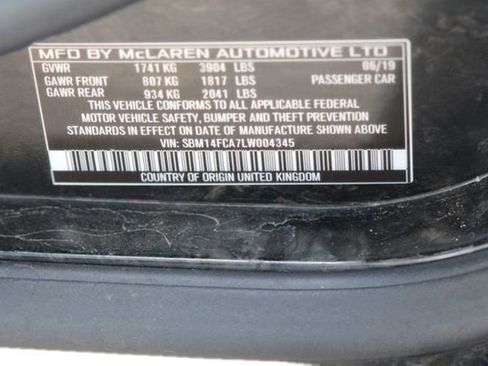 MFD BY McLAREN AUTOMOTIVE LTD
GVWR 1741 KG 3904 LBS 06/19
GAWR FRONT 807 KG 1817 LBS PASSENGER CAR
GAWR REAR 934 KG 2041 LBS
THIS VEHICLE CONFORMS TO ALL APPLICABLE FEDERAL
MOTOR VEHICLE SAFETY, BUMPER AND THEFT PREVENTION
STANDARDS IN EFFECT ON DATE OF MANUFACTURE SHOWN ABOVE
VIN: SBM14FCA7LW004345
COUNTRY OF ORIGIN UNITED KINGDOM